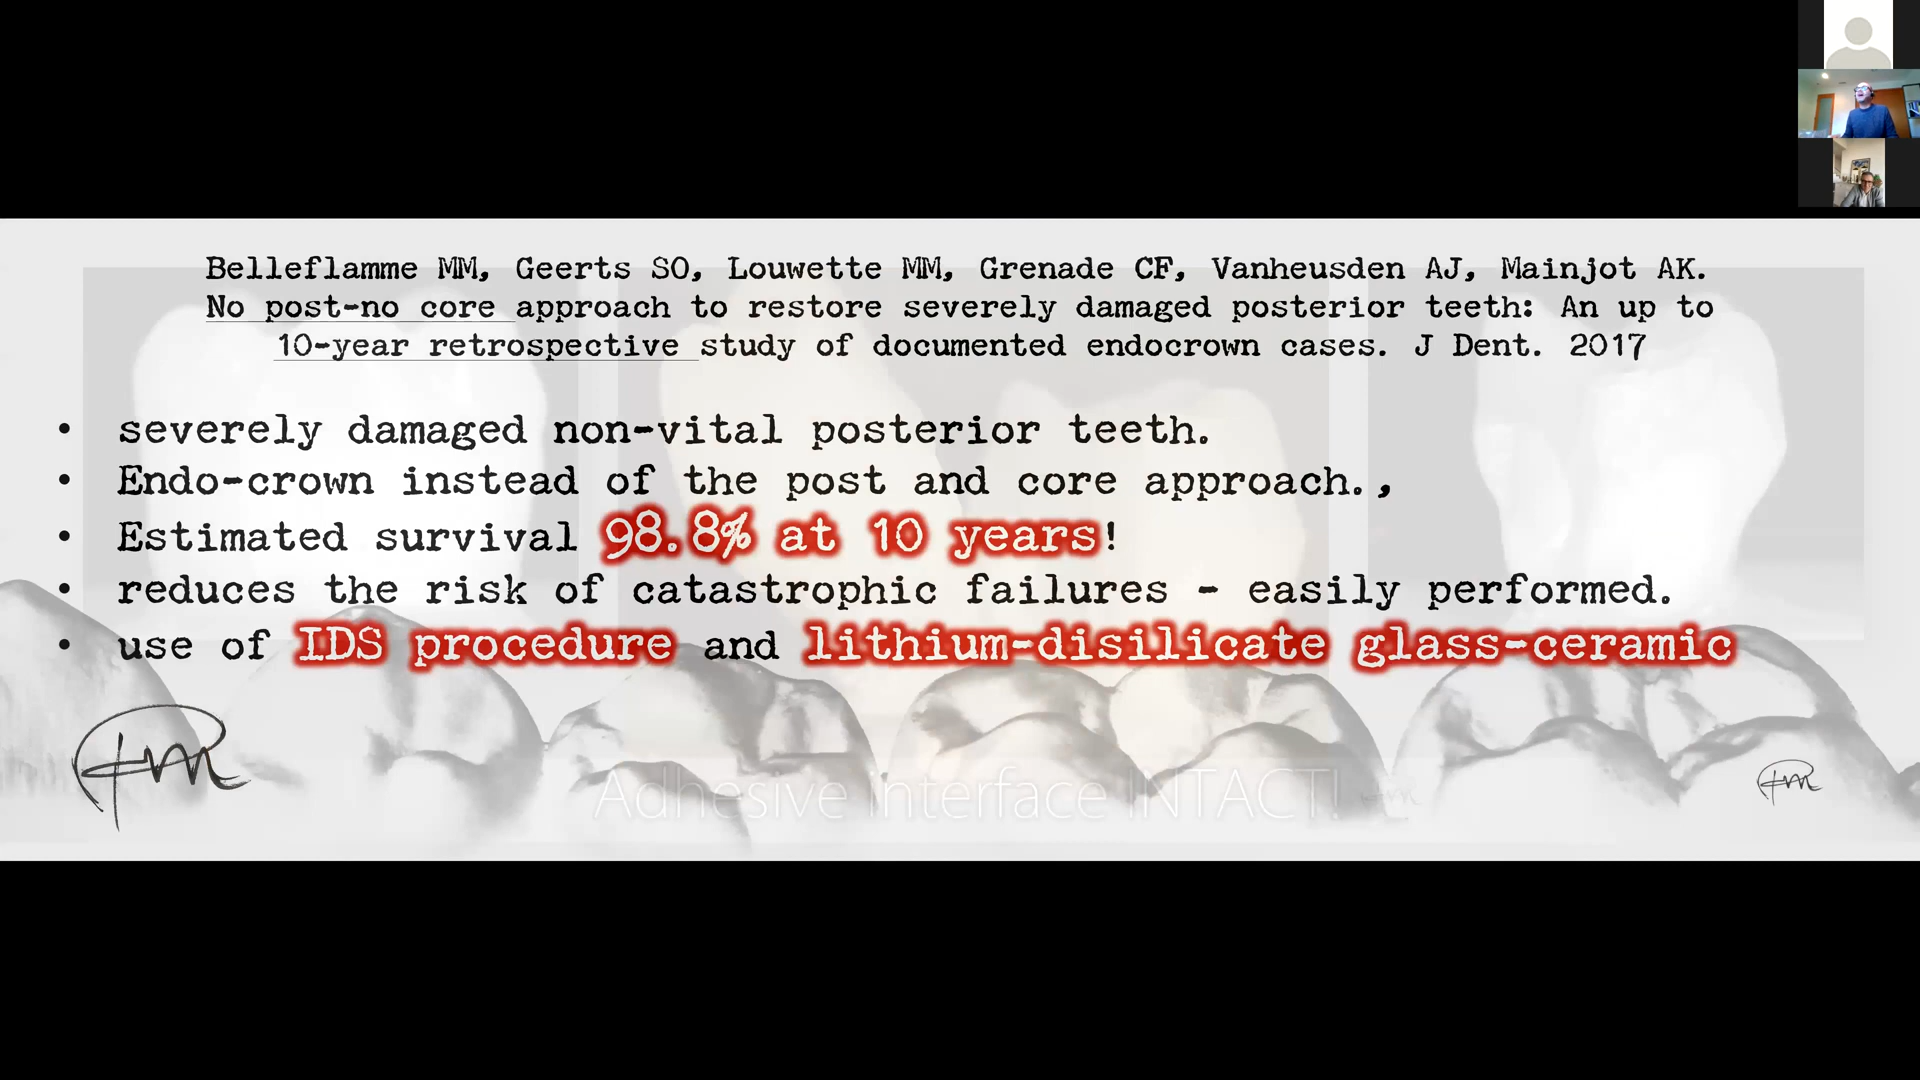 Belleflamme MM, Geerts SO, Louwette MM, Grenade CF, Vanheusden AJ, Mainjot AK.
No post-no core approach to restore severely damaged posterior teeth: An up to
10-year retrospective study of documented endocrown cases. J Dent. 2017
• severely damaged non-vital posterior teeth.
• Endo-crown instead of the post and core approach.,
• Estimated survival 98.8% at 10 years!
• reduces the risk of catastrophic failures - easily performed.
• use of IDS procedure and lithium-disilicate glass-ceramic
Adhesive interface INTACT!